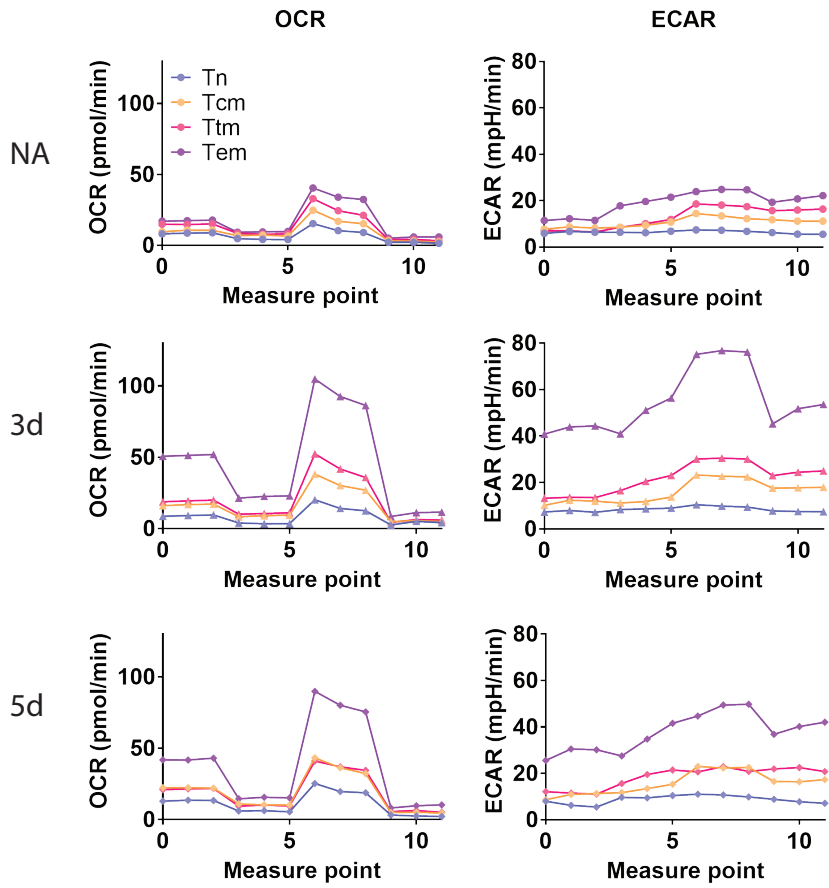 OCR ECAR
NA
OCR (pmol/min)
100
50
0
Tn
Tcm
Ttm
Tem
0 5 10
Measure point
ECAR (mpH/min)
80
60
40
20
0
0 5 10
Measure point
3d
OCR (pmol/min)
100
50
0
0 5 10
Measure point
ECAR (mpH/min)
80
60
40
20
0
0 5 10
Measure point
5d
OCR (pmol/min)
100
50
0
0 5 10
Measure point
ECAR (mpH/min)
80
60
40
20
0
0 5 10
Measure point